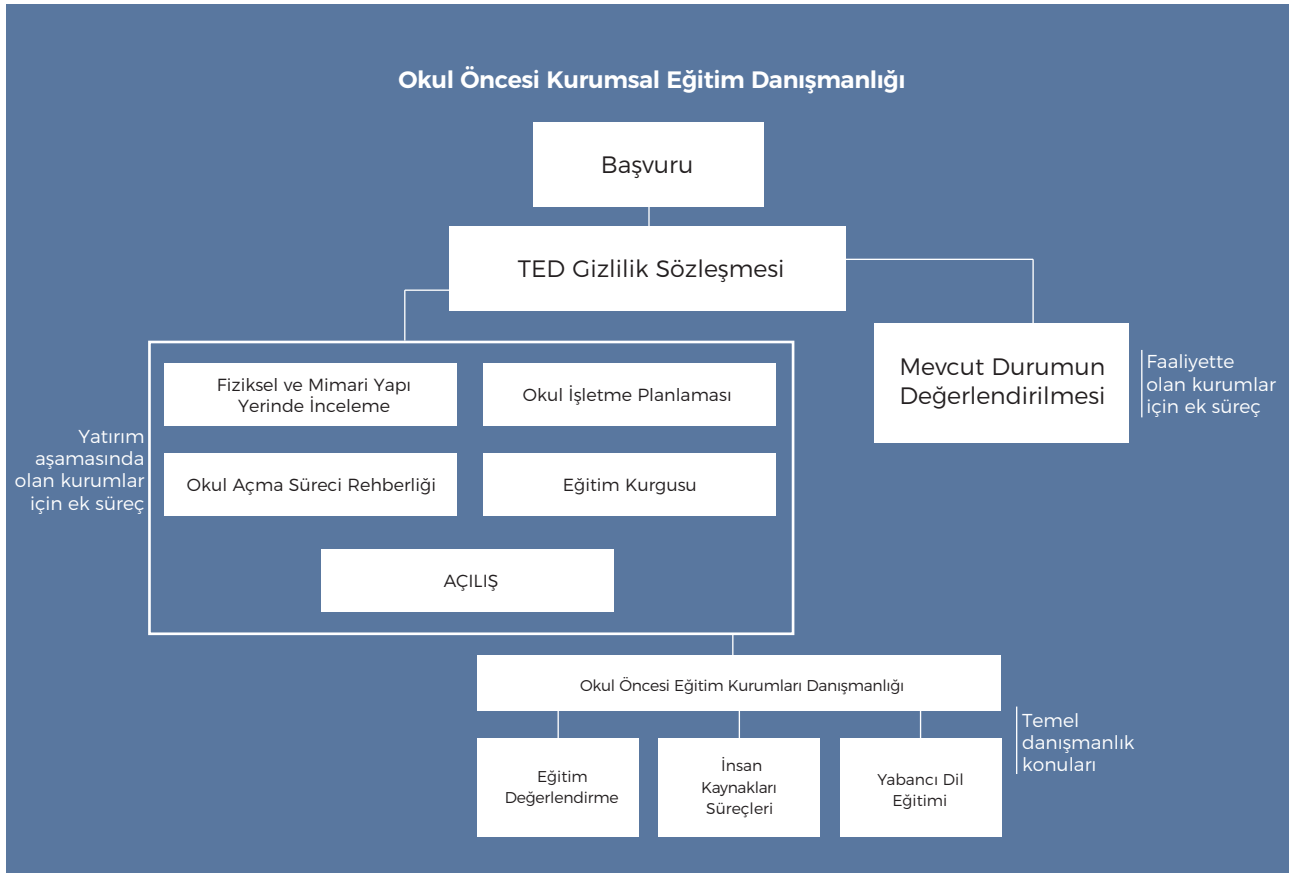 Okul Öncesi Kurumsal Eğitim Danışmanlığı
Başvuru
TED Gizlilik Sözleşmesi
Mevcut Durumun
Değerlendirilmesi
Faaliyette
olan kurumlar
için ek süreç
Yatırım
aşamasında
olan kurumlar
için ek süreç
Fiziksel ve Mimari Yapı
Yerinde İnceleme
Okul İşletme Planlaması
Okul Açma Süreci Rehberliği
Eğitim Kurgusu
AÇILIŞ
Okul Öncesi Eğitim Kurumları Danışmanlığı
Eğitim
Değerlendirme
İnsan
Kaynakları
Süreçleri
Yabancı Dil
Eğitimi
Temel
danışmanlık
konuları